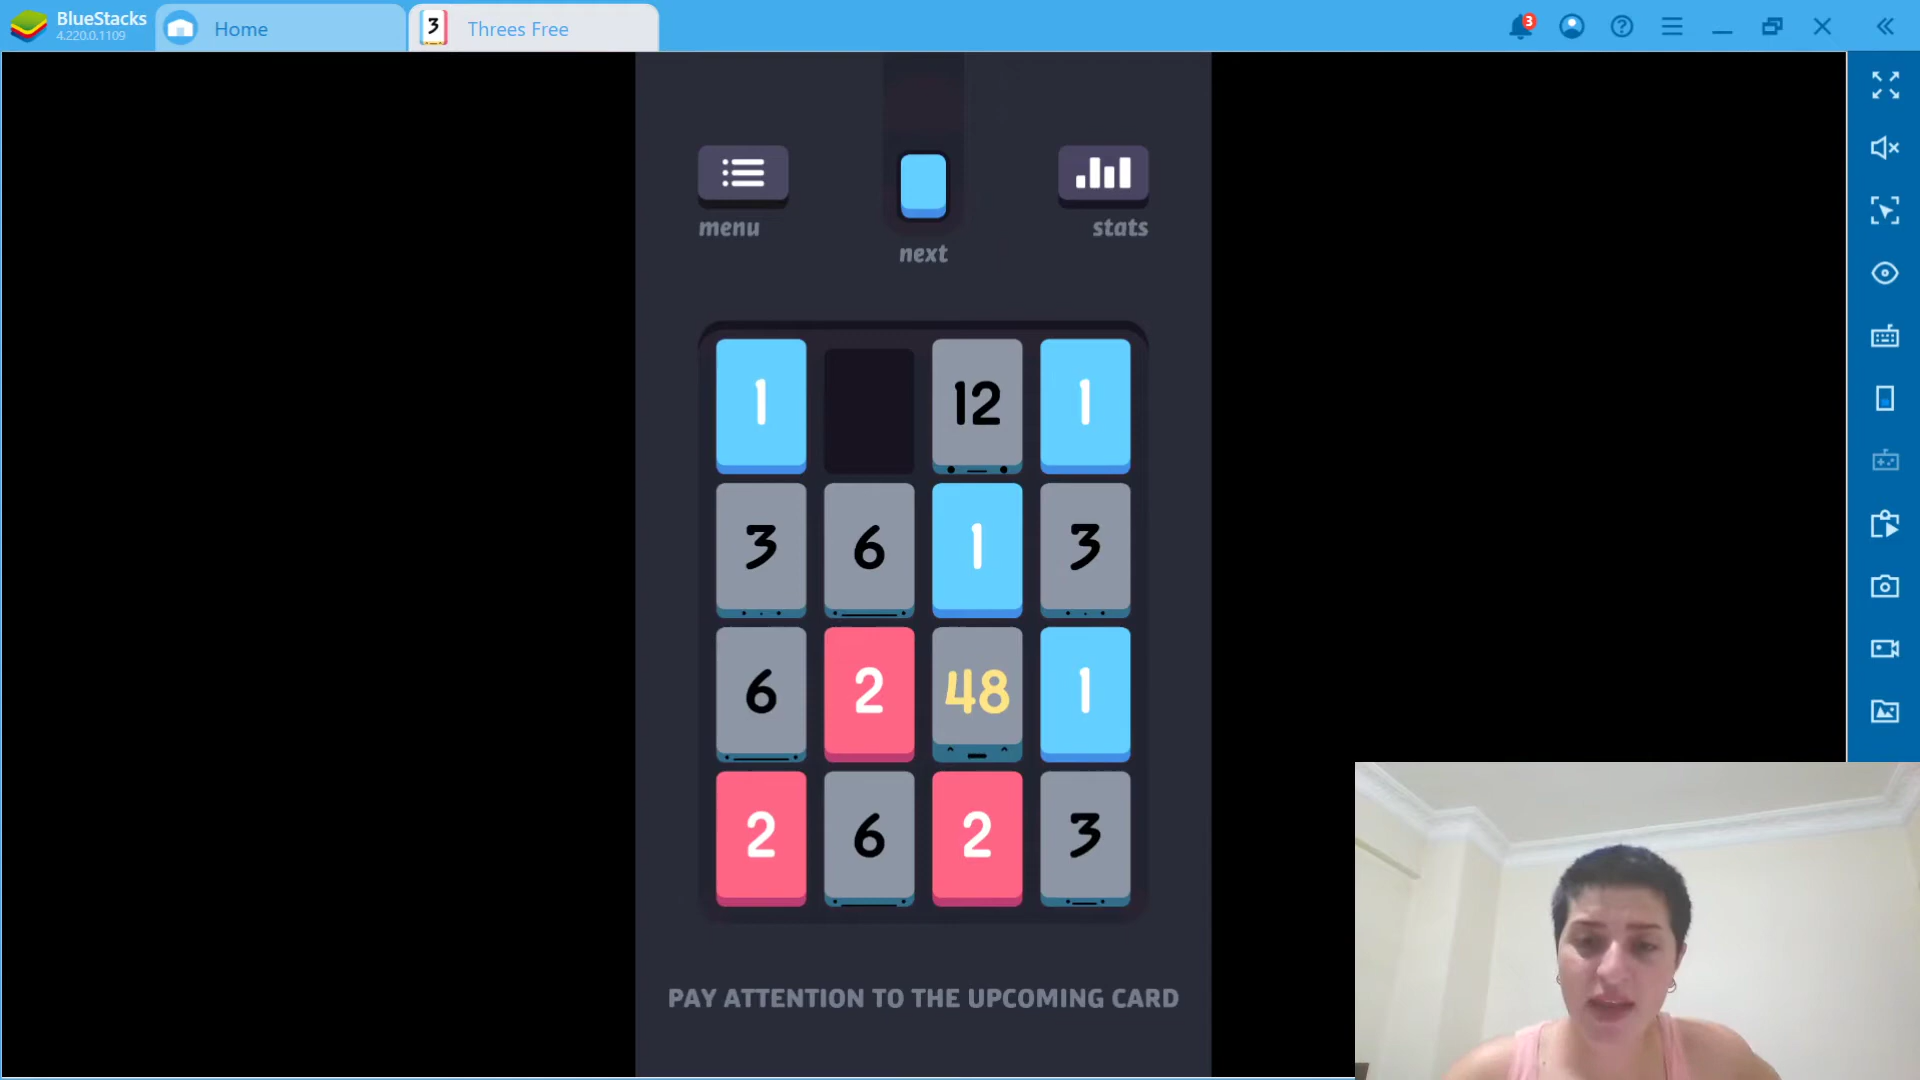 BlueStacks
4.220.0.1109
Home
3
Threes Free
3
menu
next
stats
1 12 1
3 6 1 3
6 2 48 1
2 6 2 3
PAY ATTENTION TO THE UPCOMING CARD